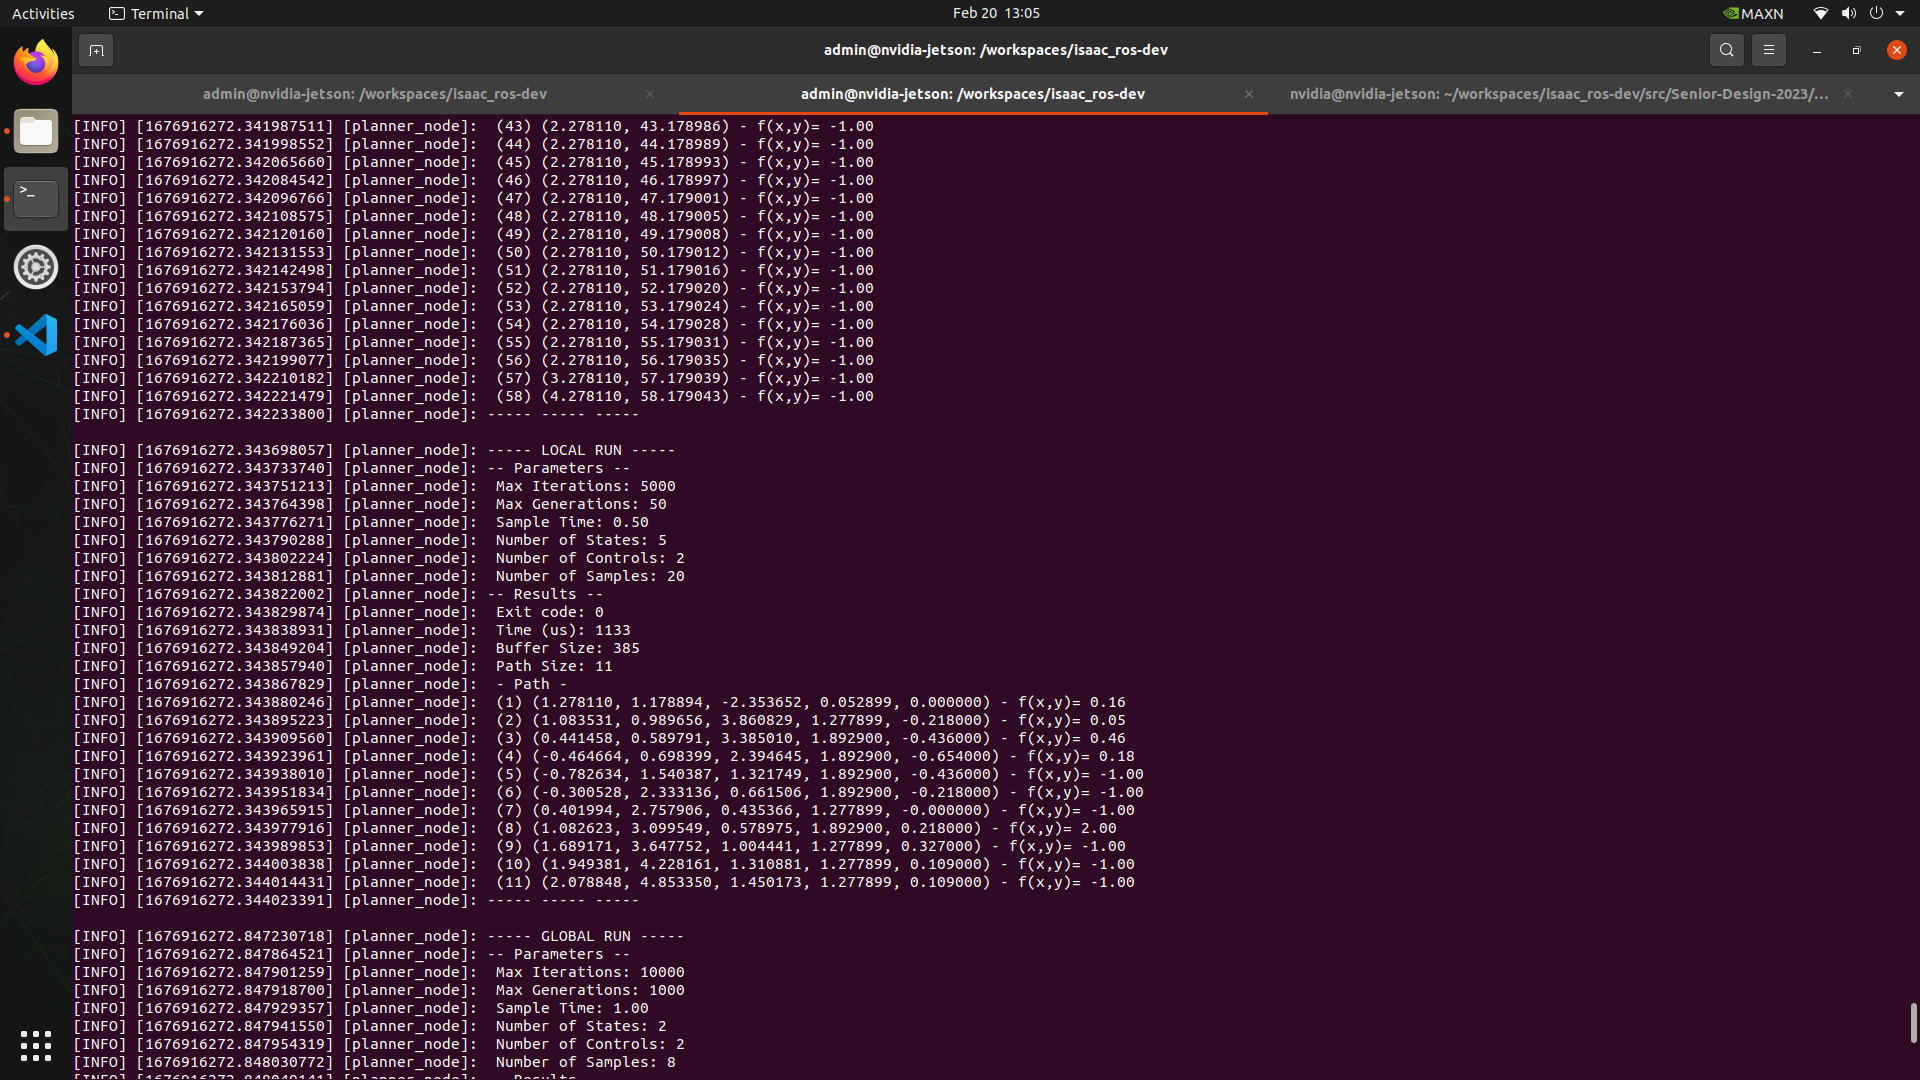 Activities
Terminal
Feb 20 13:05
MAXN
admin@nvidia-jetson: /workspaces/isaac_ros-dev
admin@nvidia-jetson: /workspaces/isaac_ros-dev
admin@nvidia-jetson: /workspaces/isaac_ros-dev
nvidia@nvidia-jetson: ~/workspaces/isaac_ros-dev/src/Senior-Design-2023/...
[INFO] [1676916272.341987511] [planner_node]:  (43) (2.278110, 43.178986) - f(x,y)= -1.00
[INFO] [1676916272.341998552] [planner_node]:  (44) (2.278110, 44.178989) - f(x,y)= -1.00
[INFO] [1676916272.342065660] [planner_node]:  (45) (2.278110, 45.178993) - f(x,y)= -1.00
[INFO] [1676916272.342084542] [planner_node]:  (46) (2.278110, 46.178997) - f(x,y)= -1.00
[INFO] [1676916272.342096766] [planner_node]:  (47) (2.278110, 47.179001) - f(x,y)= -1.00
[INFO] [1676916272.342108575] [planner_node]:  (48) (2.278110, 48.179005) - f(x,y)= -1.00
[INFO] [1676916272.342120160] [planner_node]:  (49) (2.278110, 49.179008) - f(x,y)= -1.00
[INFO] [1676916272.342131553] [planner_node]:  (50) (2.278110, 50.179012) - f(x,y)= -1.00
[INFO] [1676916272.342142498] [planner_node]:  (51) (2.278110, 51.179016) - f(x,y)= -1.00
[INFO] [1676916272.342153794] [planner_node]:  (52) (2.278110, 52.179020) - f(x,y)= -1.00
[INFO] [1676916272.342165059] [planner_node]:  (53) (2.278110, 53.179024) - f(x,y)= -1.00
[INFO] [1676916272.342176036] [planner_node]:  (54) (2.278110, 54.179028) - f(x,y)= -1.00
[INFO] [1676916272.342187365] [planner_node]:  (55) (2.278110, 55.179031) - f(x,y)= -1.00
[INFO] [1676916272.342199077] [planner_node]:  (56) (2.278110, 56.179035) - f(x,y)= -1.00
[INFO] [1676916272.342210182] [planner_node]:  (57) (3.278110, 57.179039) - f(x,y)= -1.00
[INFO] [1676916272.342221479] [planner_node]:  (58) (4.278110, 58.179043) - f(x,y)= -1.00
[INFO] [1676916272.342233800] [planner_node]: ----- ----- -----
[INFO] [1676916272.343698057] [planner_node]: ----- LOCAL RUN -----
[INFO] [1676916272.343733740] [planner_node]: -- Parameters --
[INFO] [1676916272.343751213] [planner_node]:  Max Iterations: 5000
[INFO] [1676916272.343764398] [planner_node]:  Max Generations: 50
[INFO] [1676916272.343776271] [planner_node]:  Sample Time: 0.50
[INFO] [1676916272.343790288] [planner_node]:  Number of States: 5
[INFO] [1676916272.343802224] [planner_node]:  Number of Controls: 2
[INFO] [1676916272.343812881] [planner_node]:  Number of Samples: 20
[INFO] [1676916272.343822002] [planner_node]: -- Results --
[INFO] [1676916272.343829874] [planner_node]:  Exit code: 0
[INFO] [1676916272.343838931] [planner_node]:  Time (us): 1133
[INFO] [1676916272.343849204] [planner_node]:  Buffer Size: 385
[INFO] [1676916272.343857940] [planner_node]:  Path Size: 11
[INFO] [1676916272.343867829] [planner_node]:  - Path -
[INFO] [1676916272.343880246] [planner_node]:  (1) (1.278110, 1.178894, -2.353652, 0.052899, 0.000000) - f(x,y)= 0.16
[INFO] [1676916272.343895223] [planner_node]:  (2) (1.083531, 0.989656, 3.860829, 1.277899, -0.218000) - f(x,y)= 0.05
[INFO] [1676916272.343909560] [planner_node]:  (3) (0.441458, 0.589791, 3.385010, 1.892900, -0.436000) - f(x,y)= 0.46
[INFO] [1676916272.343923961] [planner_node]:  (4) (-0.464664, 0.698399, 2.394645, 1.892900, -0.654000) - f(x,y)= 0.18
[INFO] [1676916272.343938010] [planner_node]:  (5) (-0.782634, 1.540387, 1.321749, 1.892900, -0.436000) - f(x,y)= -1.00
[INFO] [1676916272.343951834] [planner_node]:  (6) (-0.300528, 2.333136, 0.661506, 1.892900, -0.218000) - f(x,y)= -1.00
[INFO] [1676916272.343965915] [planner_node]:  (7) (0.401994, 2.757906, 0.435366, 1.277899, -0.000000) - f(x,y)= -1.00
[INFO] [1676916272.343977916] [planner_node]:  (8) (1.082623, 3.099549, 0.578975, 1.892900, 0.218000) - f(x,y)= 2.00
[INFO] [1676916272.343989853] [planner_node]:  (9) (1.689171, 3.647752, 1.004441, 1.277899, 0.327000) - f(x,y)= -1.00
[INFO] [1676916272.344003838] [planner_node]:  (10) (1.949381, 4.228161, 1.310881, 1.277899, 0.109000) - f(x,y)= -1.00
[INFO] [1676916272.344014431] [planner_node]:  (11) (2.078848, 4.853350, 1.450173, 1.277899, 0.109000) - f(x,y)= -1.00
[INFO] [1676916272.344023391] [planner_node]: ----- ----- -----
[INFO] [1676916272.847230718] [planner_node]: ----- GLOBAL RUN -----
[INFO] [1676916272.847864521] [planner_node]: -- Parameters --
[INFO] [1676916272.847901259] [planner_node]:  Max Iterations: 10000
[INFO] [1676916272.847918700] [planner_node]:  Max Generations: 1000
[INFO] [1676916272.847929357] [planner_node]:  Sample Time: 1.00
[INFO] [1676916272.847941550] [planner_node]:  Number of States: 2
[INFO] [1676916272.847954319] [planner_node]:  Number of Controls: 2
[INFO] [1676916272.848030772] [planner_node]:  Number of Samples: 8